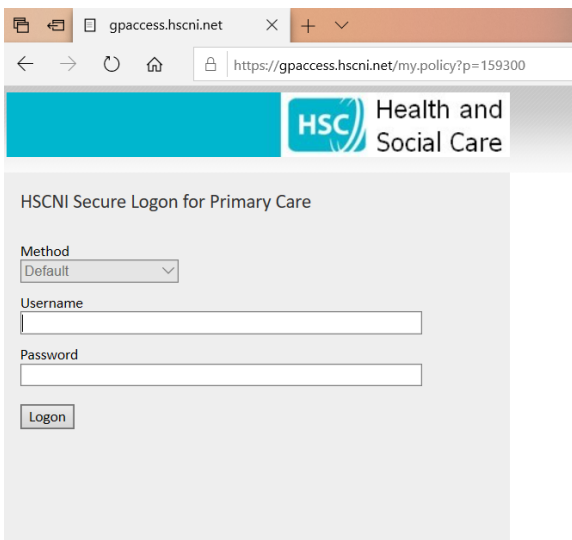 gpaccess.hscni.net
https://gpaccess.hscni.net/my.policy?p=159300
HSC
Health and
Social Care
HSCNI Secure Logon for Primary Care
Method
Default
Username
Password
Logon